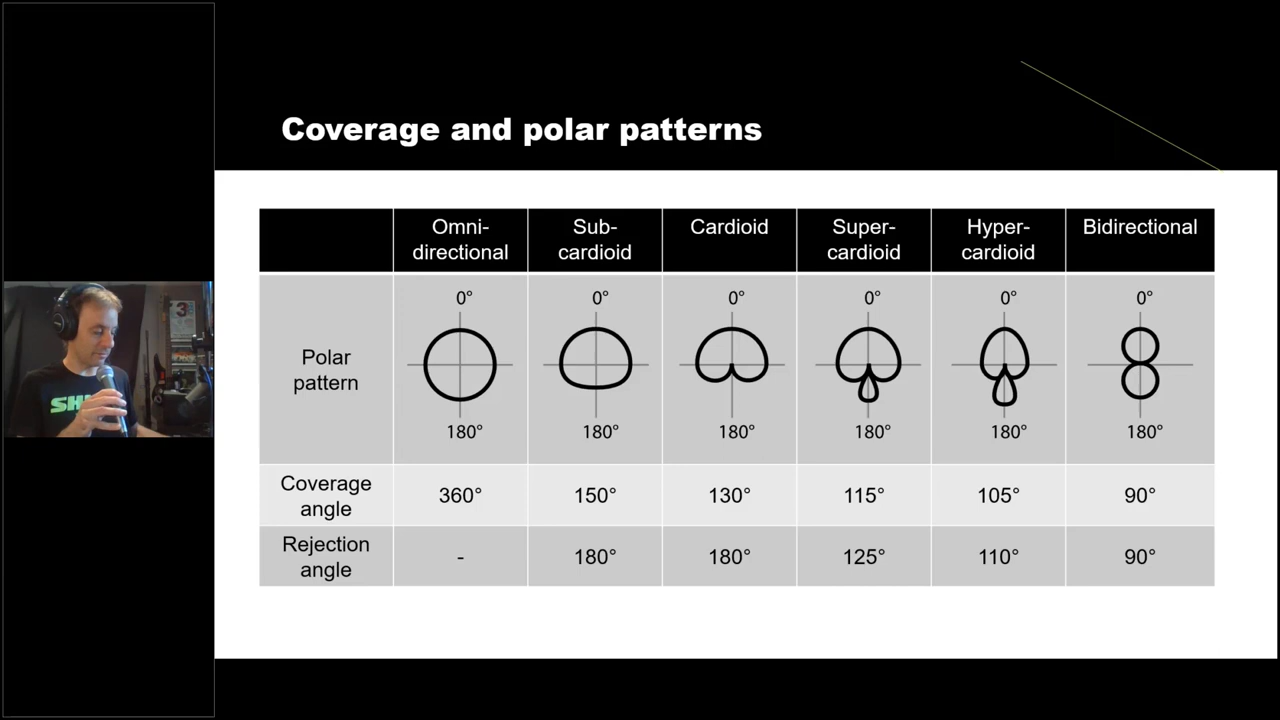 Coverage and polar patterns
Omni-
directional
Sub-
cardioid
Cardioid
Super-
cardioid
Hyper-
cardioid
Bidirectional
Polar
pattern
0°
180°
0°
180°
0°
180°
0°
180°
0°
180°
0°
180°
Coverage
angle
360°
150°
130°
115°
105°
90°
Rejection
angle
-
180°
180°
125°
110°
90°
SH
3